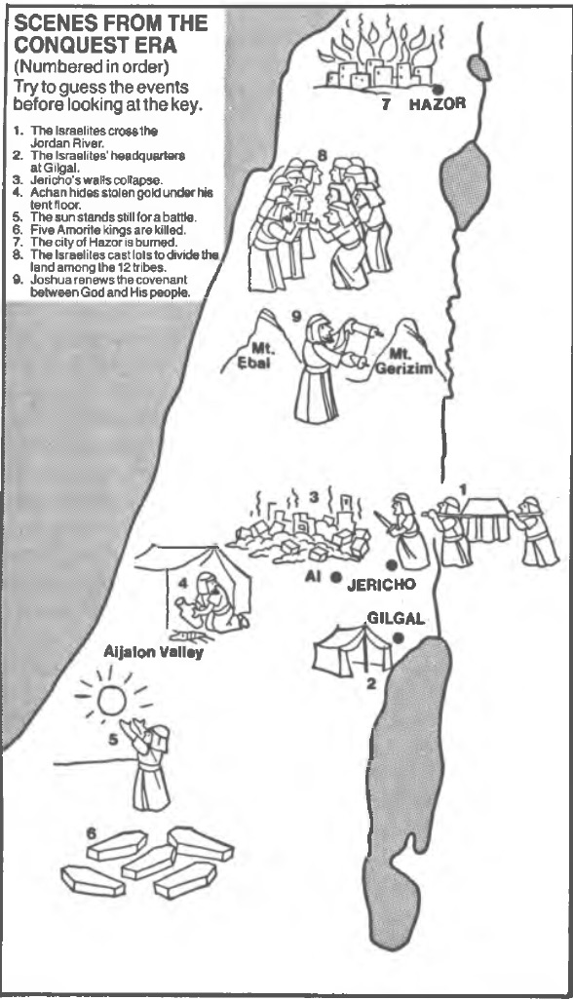 SCENES FROM THE
CONQUEST ERA
(Numbered in order)
Try to guess the events
before looking at the key.
1. The Israelites cross the
Jordan River.
2. The Israelites' headquarters
at Gilgal.
3. Jericho's walls collapse.
4. Achan hides stolen gold under his
tent floor.
5. The sun stands still for a battle.
6. Five Amorite kings are killed.
7. The city of Hazor is burned.
8. The Israelites cast lots to divide the
land among the 12 tribes.
9. Joshua renews the covenant
between God and His people.
7 HAZOR
8
9
Mt.
Ebal
Mt.
Gerizim
1
3
AI
JERICHO
4
GILGAL
Aijalon Valley
2
5
6